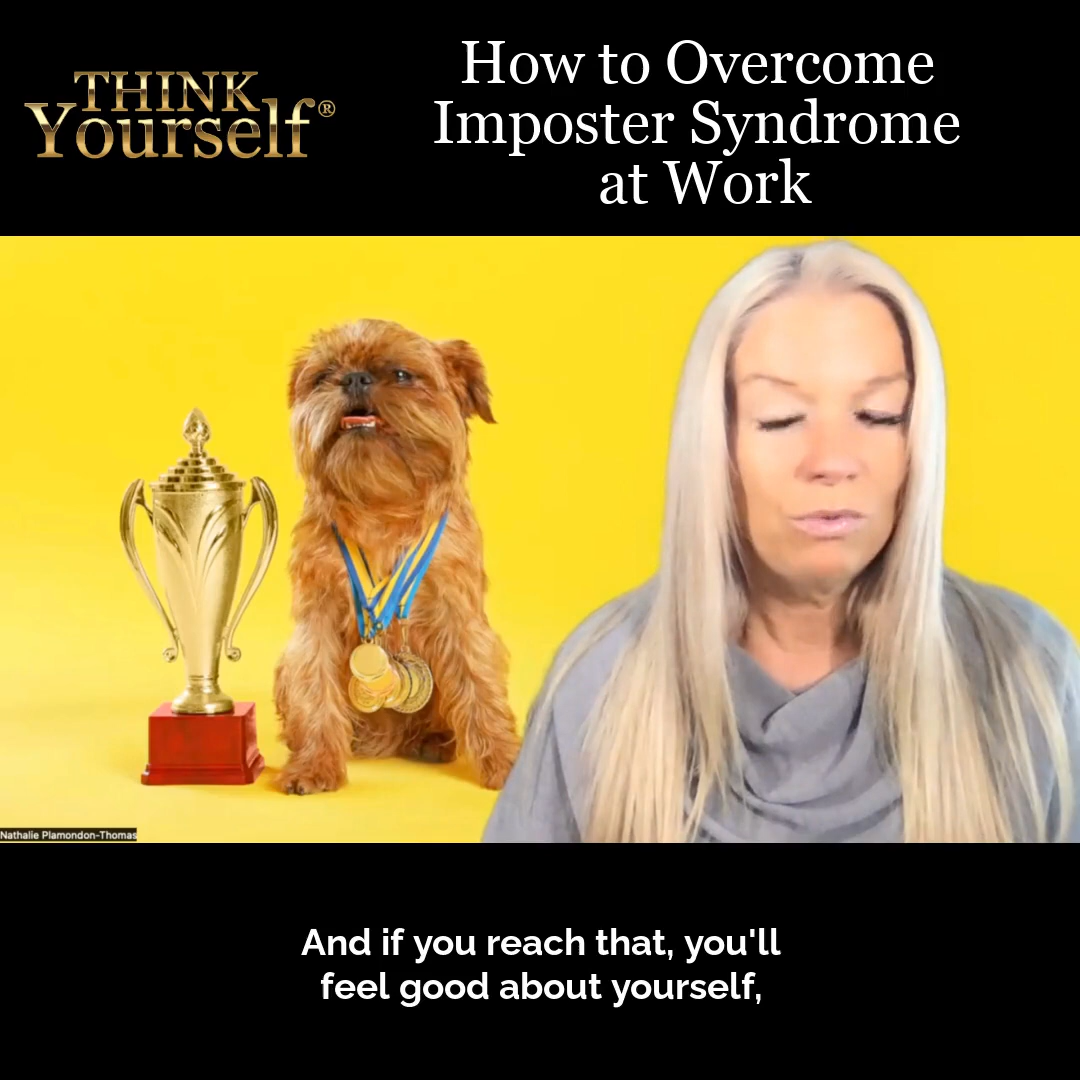 THINK
Yourself®
How to Overcome
Imposter Syndrome
at Work
Nathalie Plamondon-Thomas
And if you reach that, you'll
feel good about yourself,